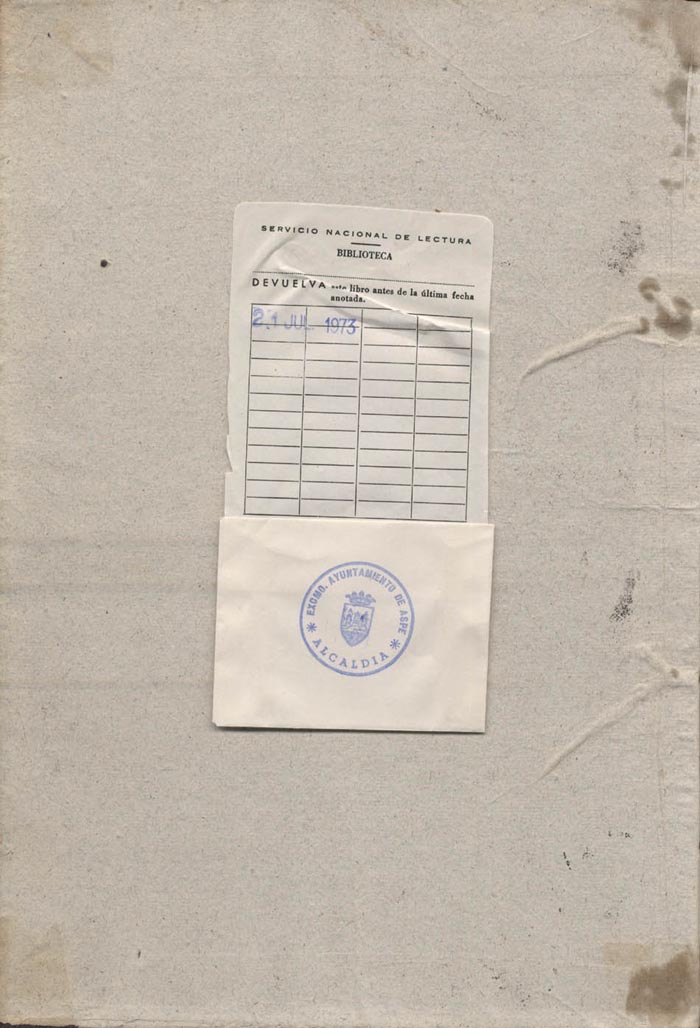 SERVICIO NACIONAL DE LECTURA
BIBLIOTECA
DEVUELVA este libro antes de la última fecha
anotada.
21 JUL 1973
EXCMO. AYUNTAMIENTO DE ASPE
ALCALDIA